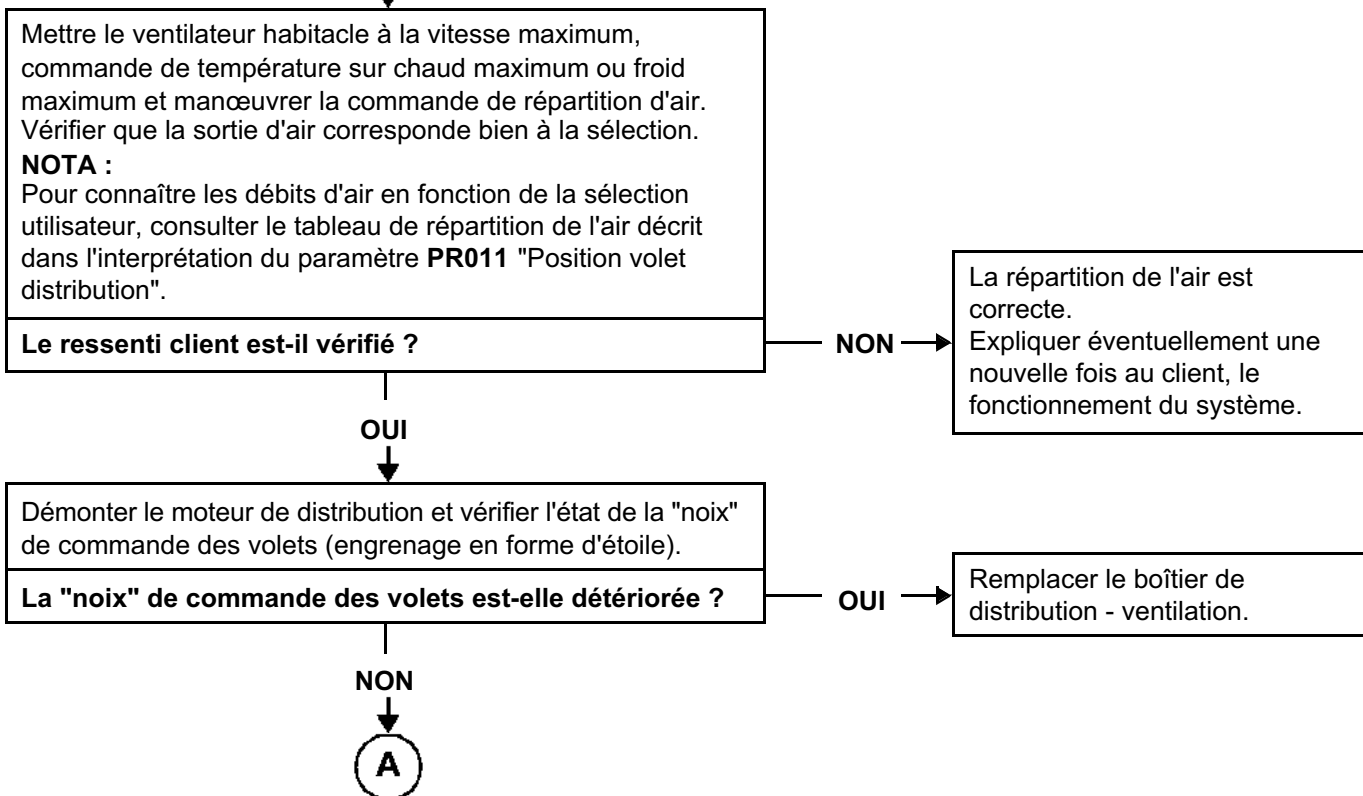 Mettre le ventilateur habitacle à la vitesse maximum,
commande de température sur chaud maximum ou froid
maximum et manœuvrer la commande de répartition d'air.
Vérifier que la sortie d'air corresponde bien à la sélection.
NOTA :
Pour connaître les débits d'air en fonction de la sélection
utilisateur, consulter le tableau de répartition de l'air décrit
dans l'interprétation du paramètre PR011 "Position volet
distribution".
Le ressenti client est-il vérifié ?
NON
La répartition de l'air est
correcte.
Expliquer éventuellement une
nouvelle fois au client, le
fonctionnement du système.
OUI
Démonter le moteur de distribution et vérifier l'état de la "noix"
de commande des volets (engrenage en forme d'étoile).
La "noix" de commande des volets est-elle détériorée ?
OUI
Remplacer le boîtier de
distribution - ventilation.
NON
A